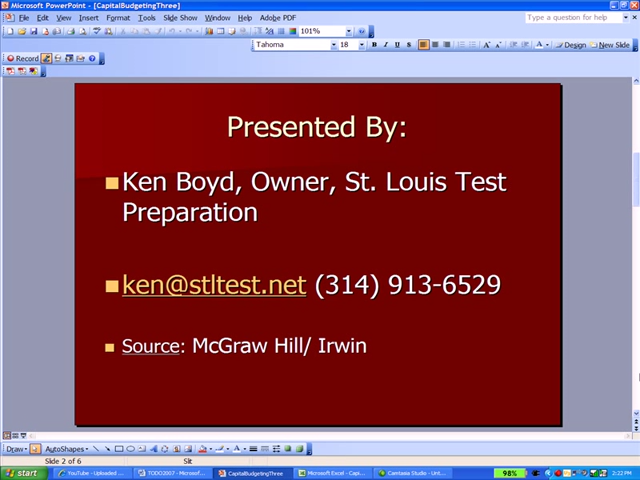 Microsoft PowerPoint - [CapitalBudgetingThree]
File Edit View Insert Format Tools Slide Show Window Help Adobe PDF
Type a question for help
101%
Tahoma 18 B I U S Design New Slide
Record
Presented By:
Ken Boyd, Owner, St. Louis Test
Preparation
ken@stltest.net (314) 913-6529
Source: McGraw Hill/ Irwin
Draw AutoShapes
Slide 2 of 6 Slit
start YouTube - Uploaded ... TODO2007 - Microsof... CapitalBudgetingThree Microsoft Excel - Capi... Camtasia Studio - Unt... 98% 2:22 PM